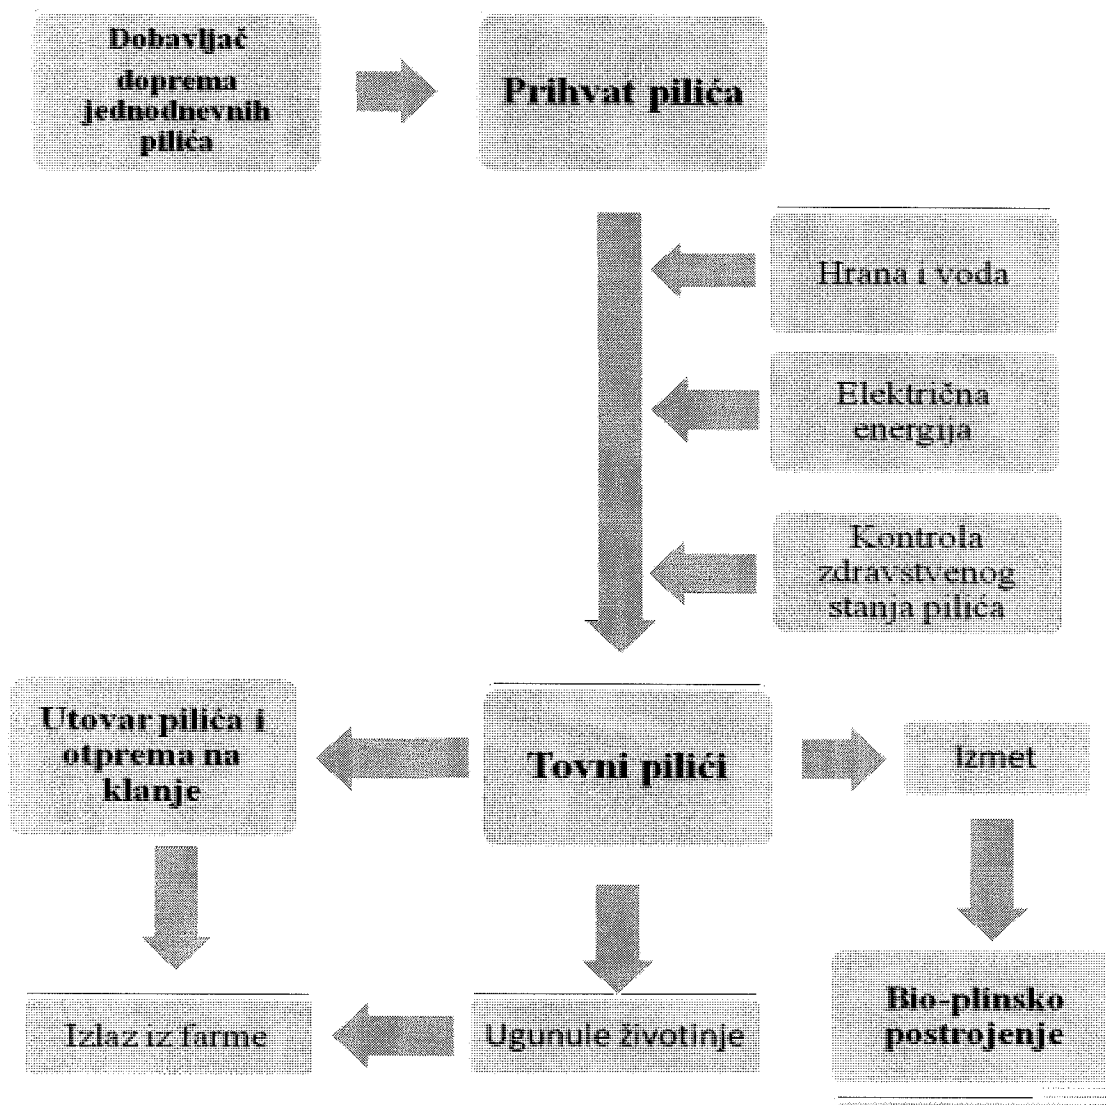 Dobavljač
doprema
jednodnevnih
pilića
Prihvat pilića
Hrana i voda
Električna
energija
Kontrola
zdravstvenog
stanja pilića
Utovar pilića i
otprema na
klanje
Tovni pilići
Izmet
Izlaz iz farme
Ugunule životinje
Bio-plinsko
postrojenje